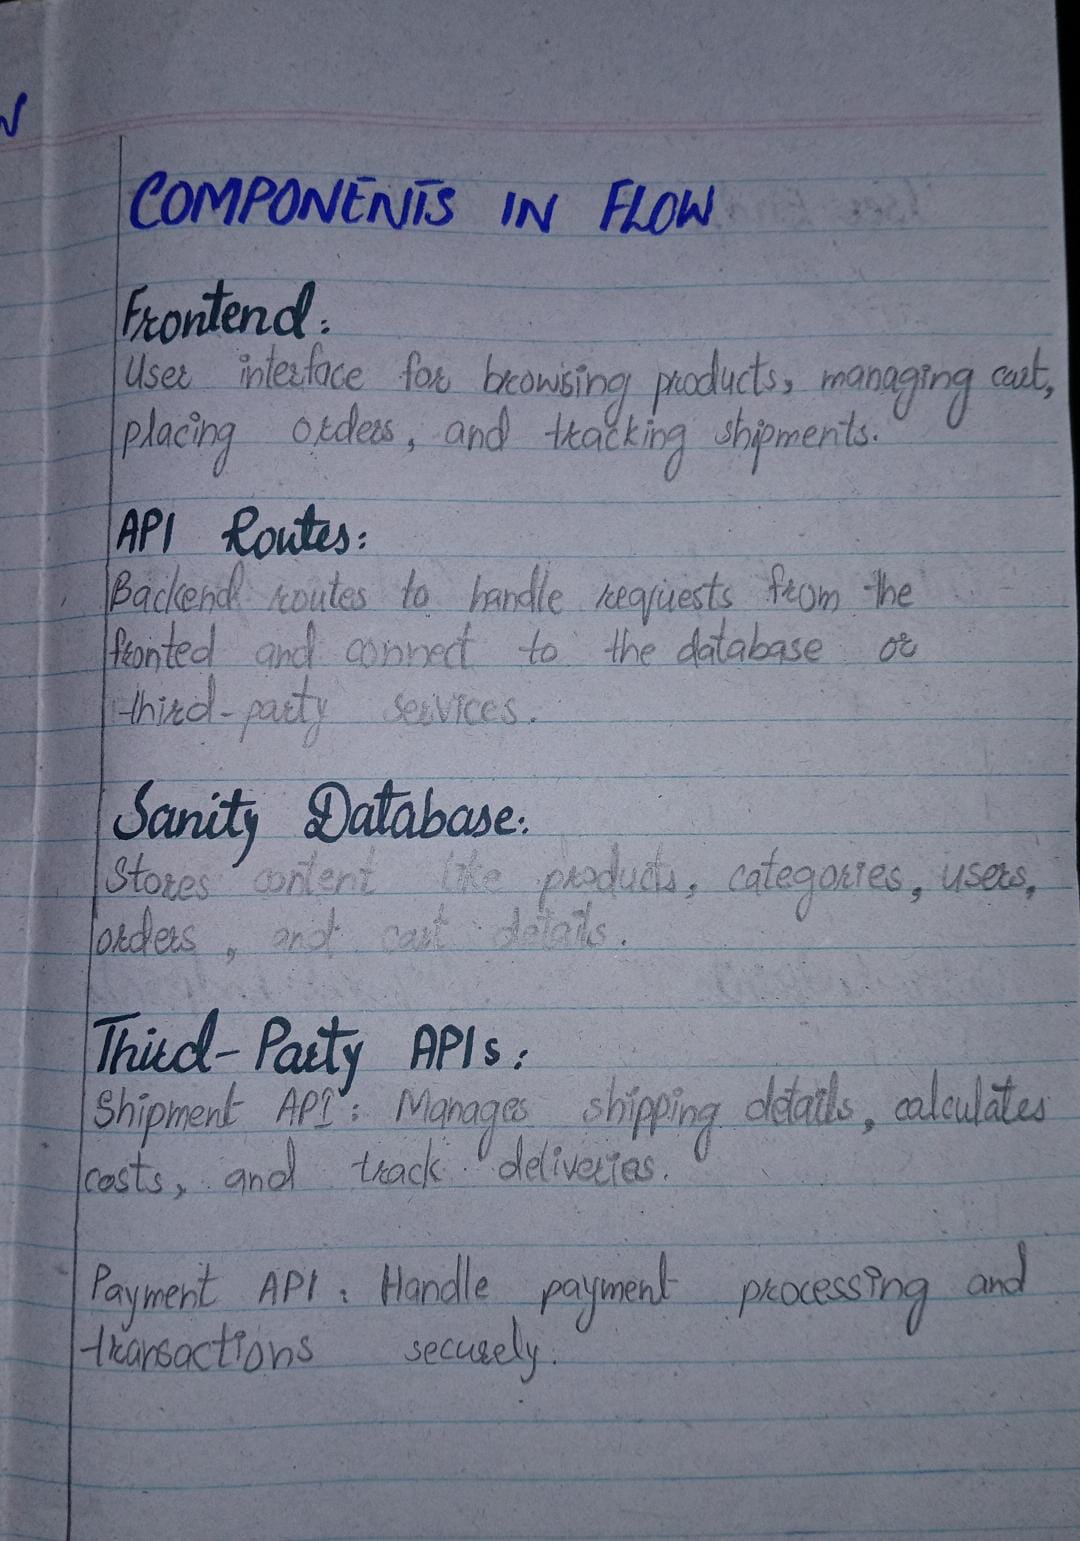 COMPONENTS IN FLOW
Frontend:
User interface for browsing products, managing cart,
placing orders, and tracking shipments.
API Routes:
Backend routes to handle requests from the
fronted and connect to the database or
third-party services.
Sanity Database:
Stores content like products, categories, users,
orders, and cart details.
Third-Party APIs:
Shipment API: Manages shipping details, calculates
costs, and track deliveries.
Payment API: Handle payment processing and
transactions securely.